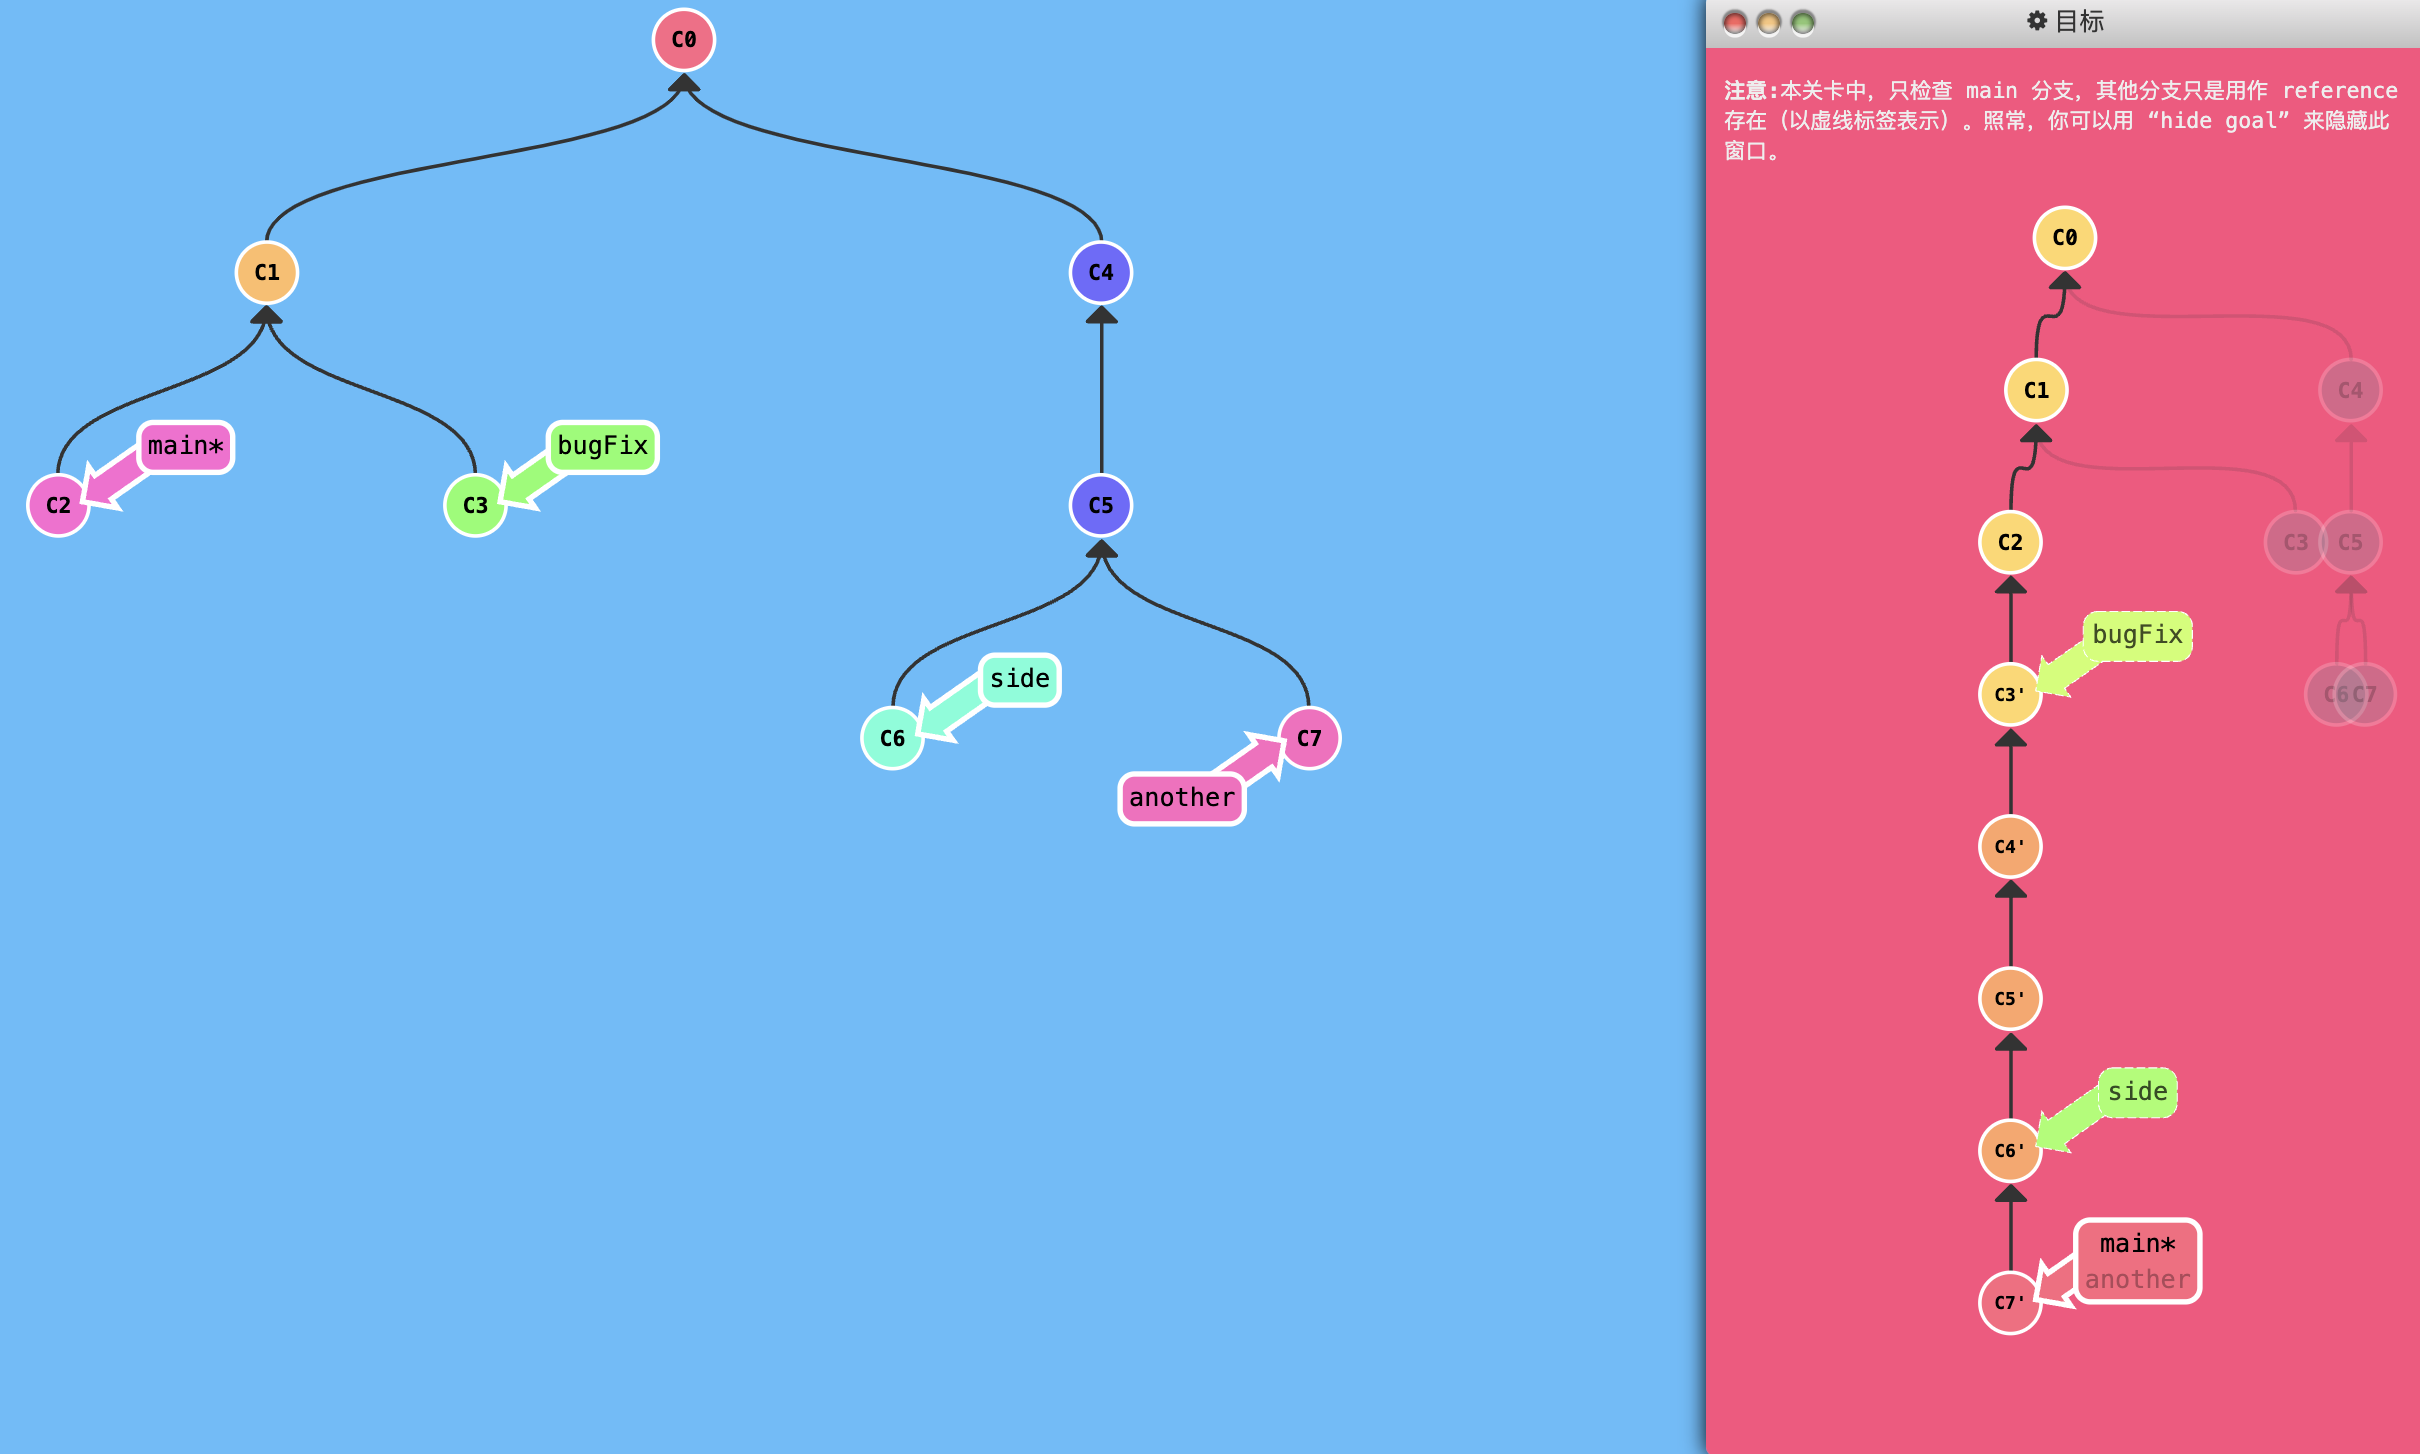 C0
C1
C4
main*
bugFix
C2
C3
C5
side
C6
C7
another
目标
注意:本关卡中，只检查 main 分支，其他分支只是用作 reference
存在（以虚线标签表示）。照常，你可以用 “hide goal” 来隐藏此
窗口。
C0
C1
C4
C2
C3
C5
bugFix
C3'
C6
C7
C4'
C5'
side
C6'
main*
another
C7'